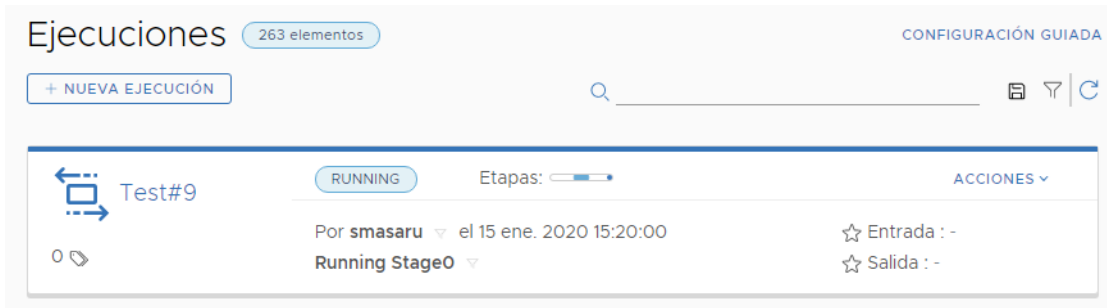 Ejecuciones 263 elementos
CONFIGURACIÓN GUIADA
+ NUEVA EJECUCIÓN
Test#9
RUNNING Etapas: ACCIONES
Por smasaru el 15 ene. 2020 15:20:00 Entrada : -
0 Running Stage0 Salida : -